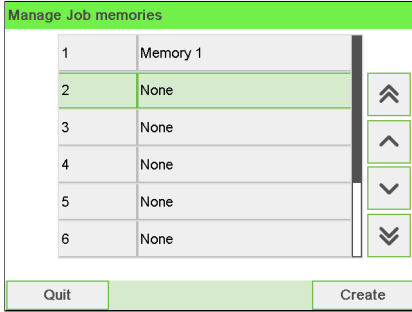 Manage Job memories
1 Memory 1
2 None
3 None
4 None
5 None
6 None
Quit Create